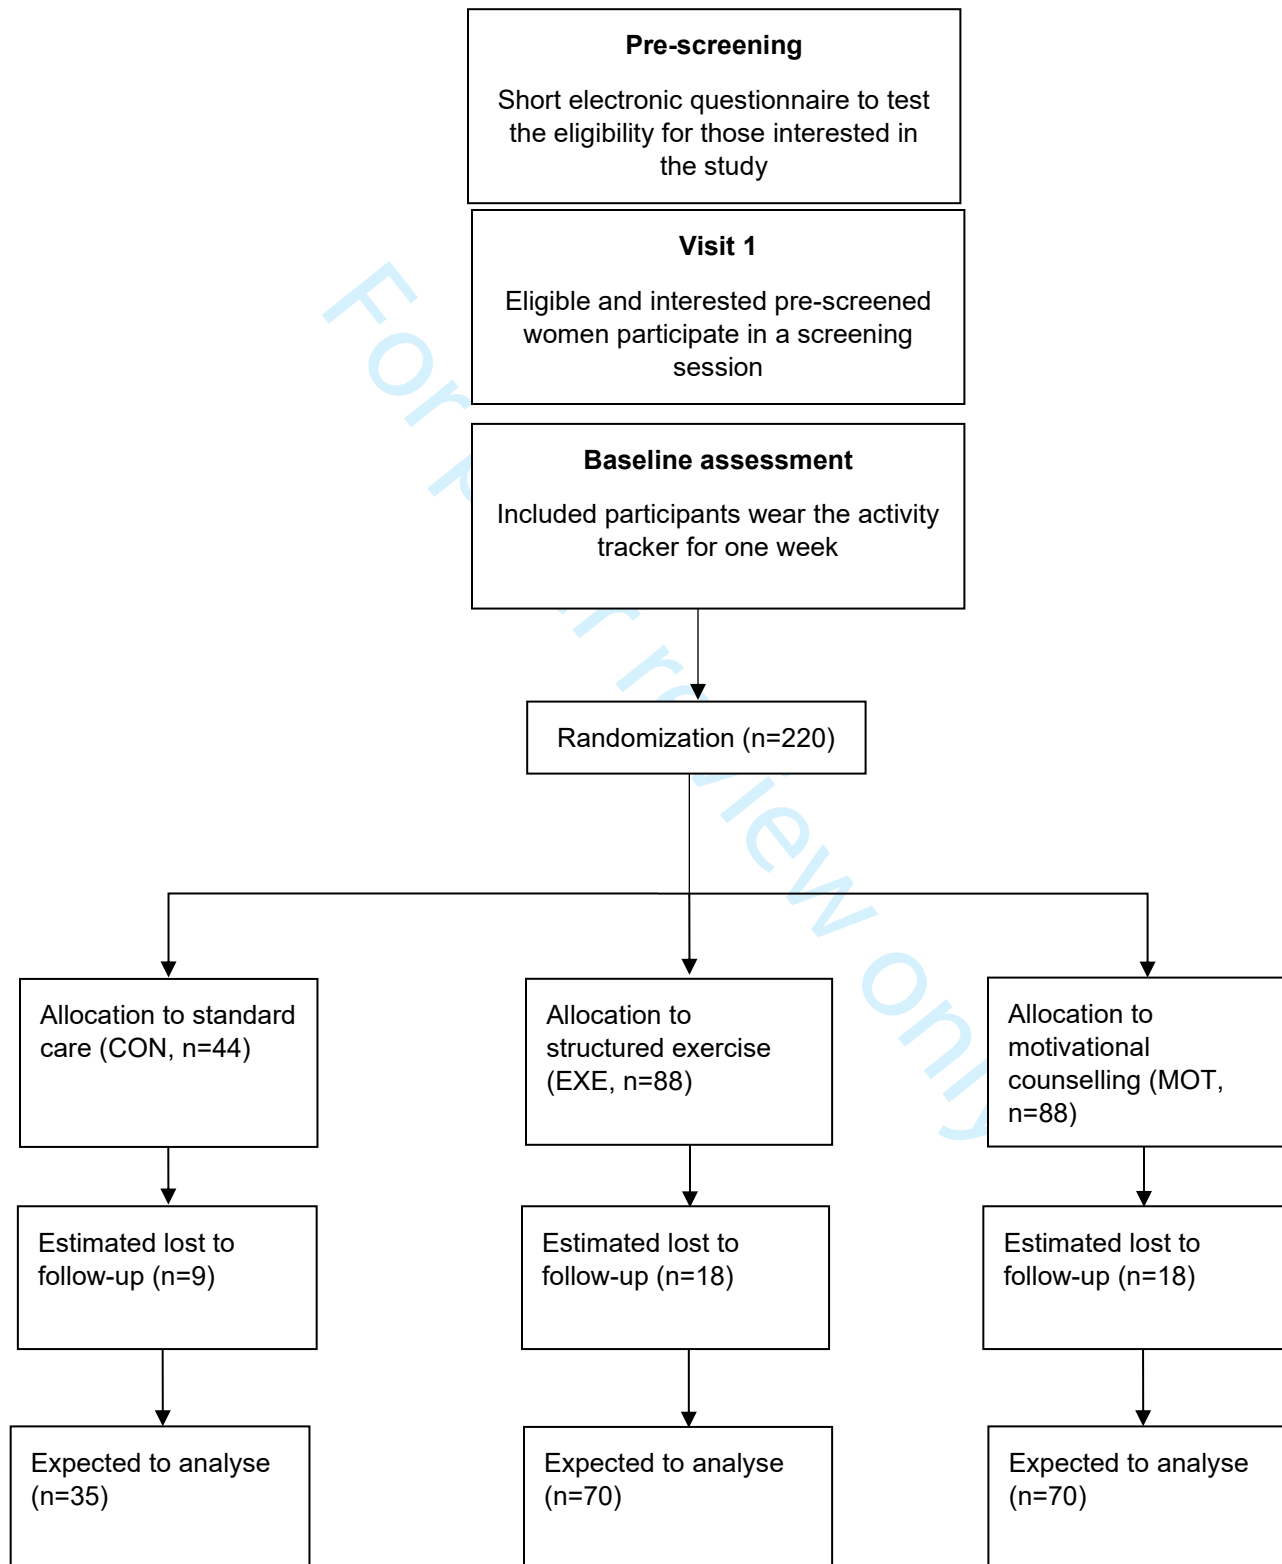 Pre-screening
Short electronic questionnaire to test
the eligibility for those interested in
the study
Visit 1
Eligible and interested pre-screened
women participate in a screening
session
Baseline assessment
Included participants wear the activity
tracker for one week
Randomization (n=220)
Allocation to standard
care (CON, n=44)
Allocation to
structured exercise
(EXE, n=88)
Allocation to
motivational
counselling (MOT,
n=88)
Estimated lost to
follow-up (n=9)
Estimated lost to
follow-up (n=18)
Estimated lost to
follow-up (n=18)
Expected to analyse
(n=35)
Expected to analyse
(n=70)
Expected to analyse
(n=70)
For peer review only